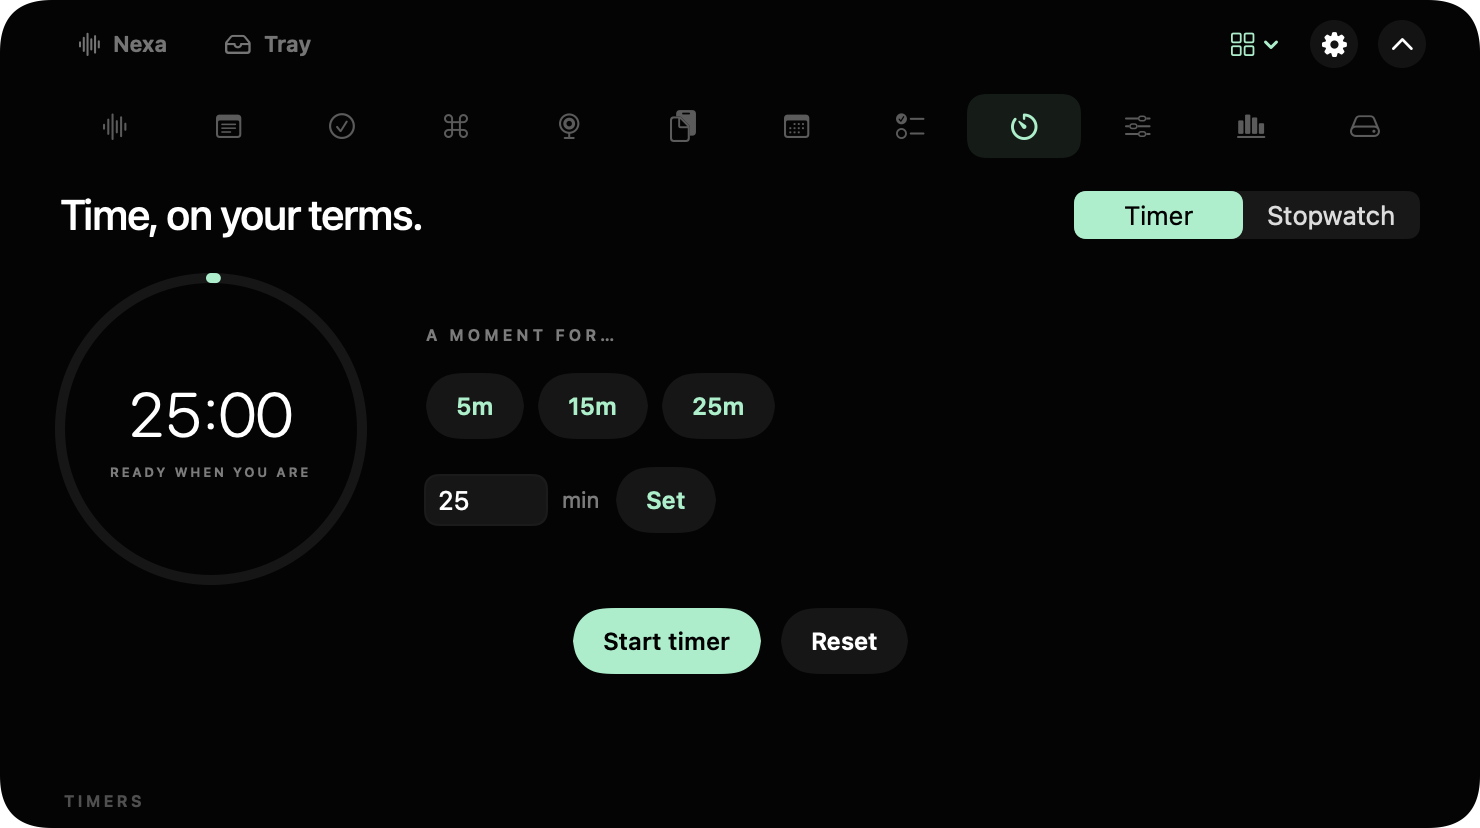 Nexa
Tray
Time, on your terms.
Timer
Stopwatch
A MOMENT FOR…
5m
15m
25m
25:00
READY WHEN YOU ARE
25
min
Set
Start timer
Reset
TIMERS